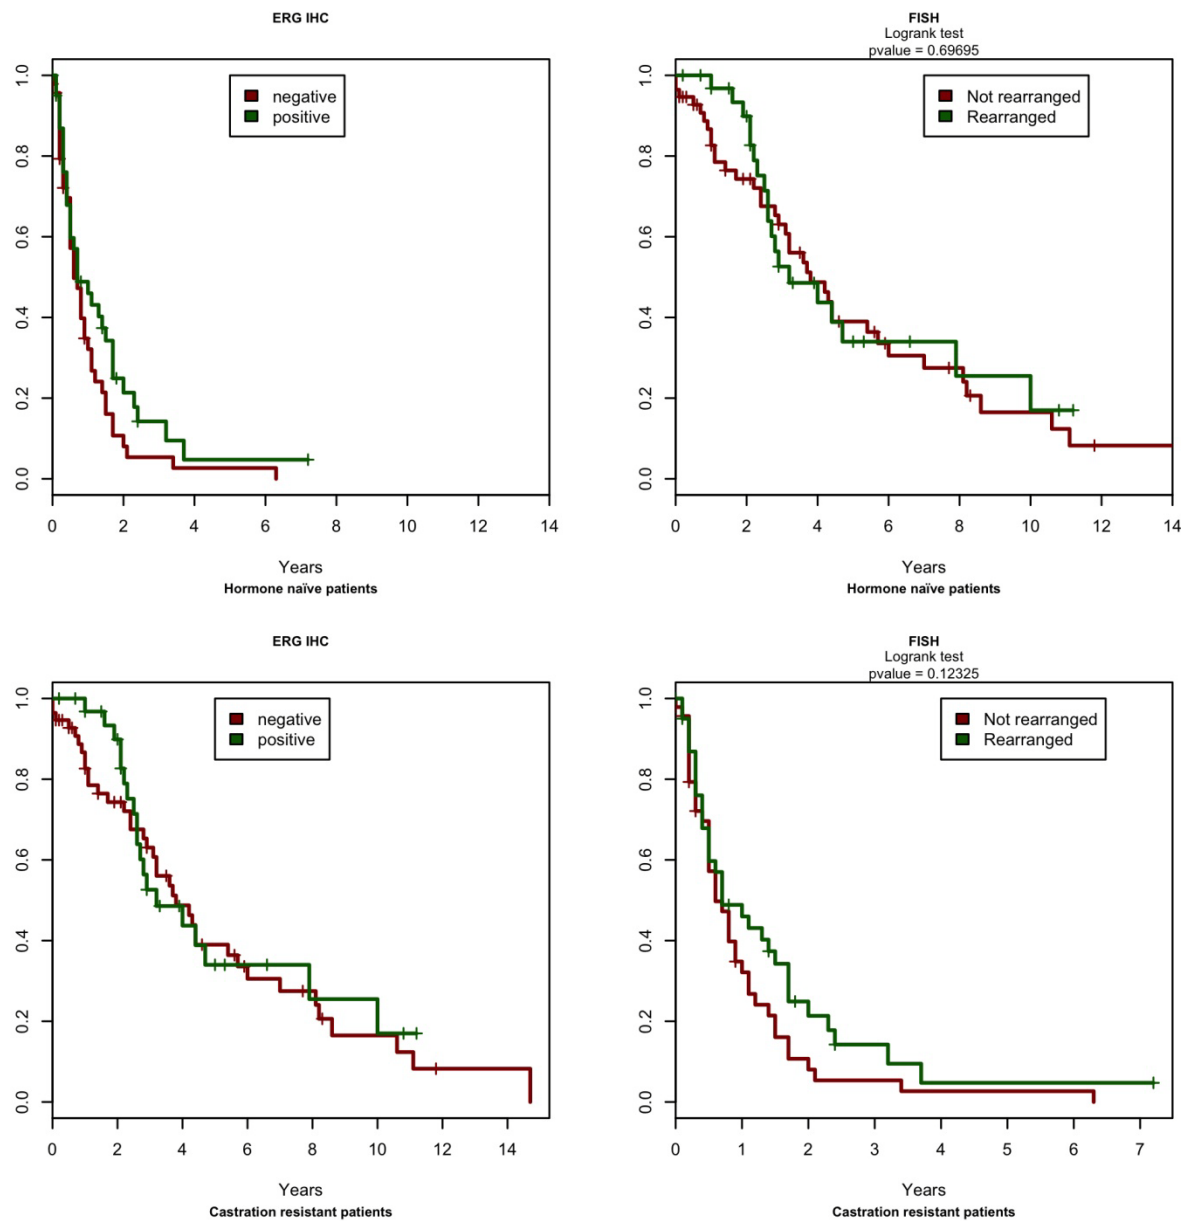 ERG IHC
1.0
0.8
0.6
0.4
0.2
0.0
negative
positive
0 2 4 6 8 10 12 14
Years
Hormone naïve patients
FISH
Logrank test
pvalue = 0.69695
1.0
0.8
0.6
0.4
0.2
0.0
Not rearranged
Rearranged
0 2 4 6 8 10 12 14
Years
Hormone naïve patients
ERG IHC
1.0
0.8
0.6
0.4
0.2
0.0
negative
positive
0 2 4 6 8 10 12 14
Years
Castration resistant patients
FISH
Logrank test
pvalue = 0.12325
1.0
0.8
0.6
0.4
0.2
0.0
Not rearranged
Rearranged
0 1 2 3 4 5 6 7
Years
Castration resistant patients